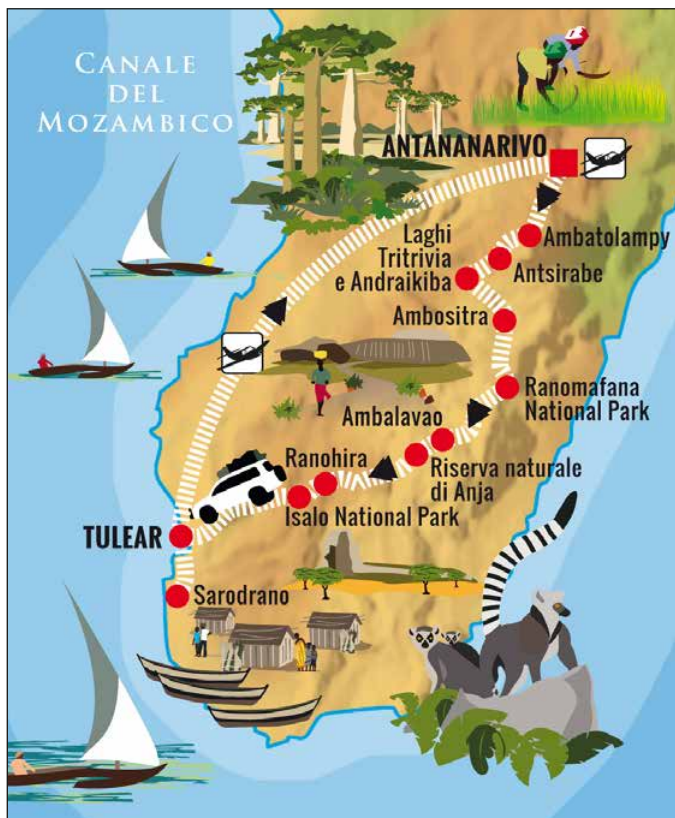 CANALE
DEL
MOZAMBICO
ANTANANARIVO
Laghi
Tritrivia
e Andraikiba
Ambatolampy
Antsirabe
Ambositra
Ranomafana
National Park
Ambalavao
Riserva naturale
di Anja
Ranohira
Isalo National Park
TULEAR
Sarodrano